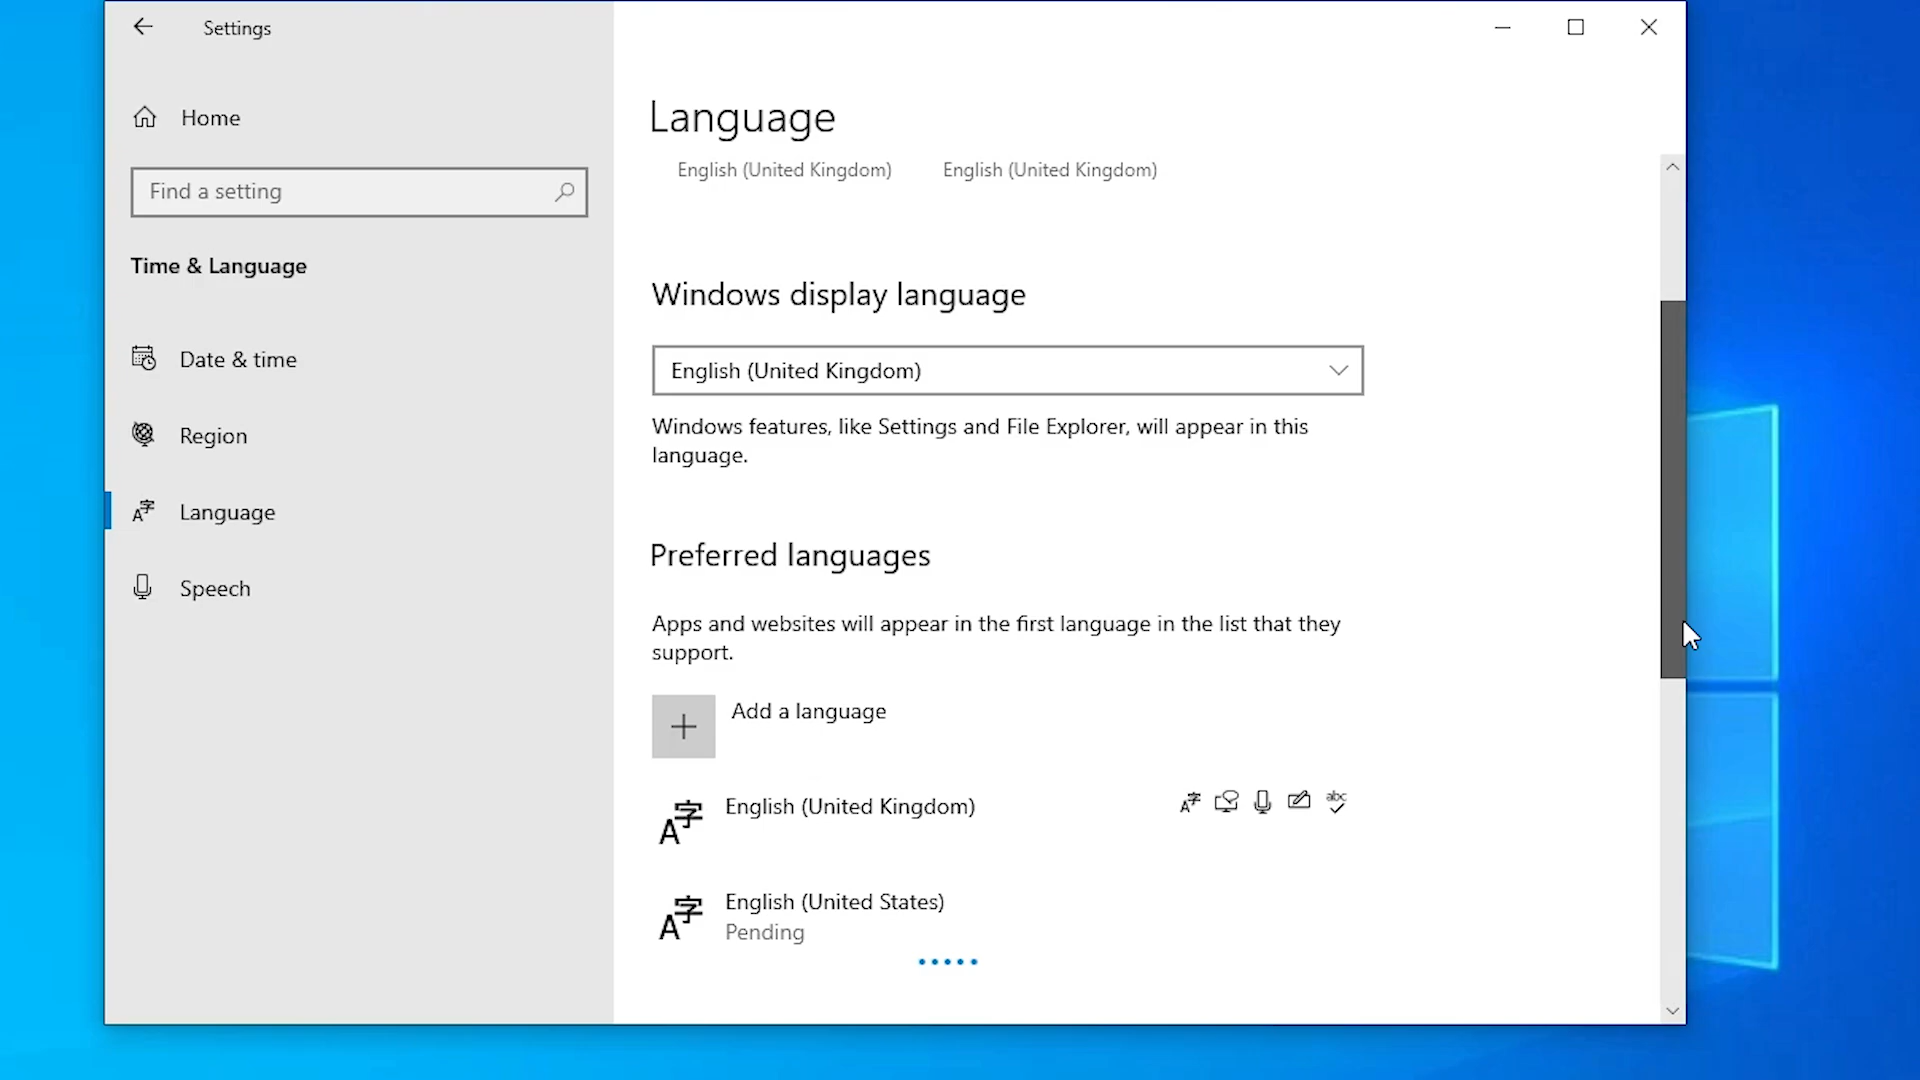 Settings
Home
Find a setting
Time & Language
Date & time
Region
Language
Speech
Language
English (United Kingdom) English (United Kingdom)
Windows display language
English (United Kingdom)
Windows features, like Settings and File Explorer, will appear in this
language.
Preferred languages
Apps and websites will appear in the first language in the list that they
support.
Add a language
English (United Kingdom)
abc
English (United States)
Pending